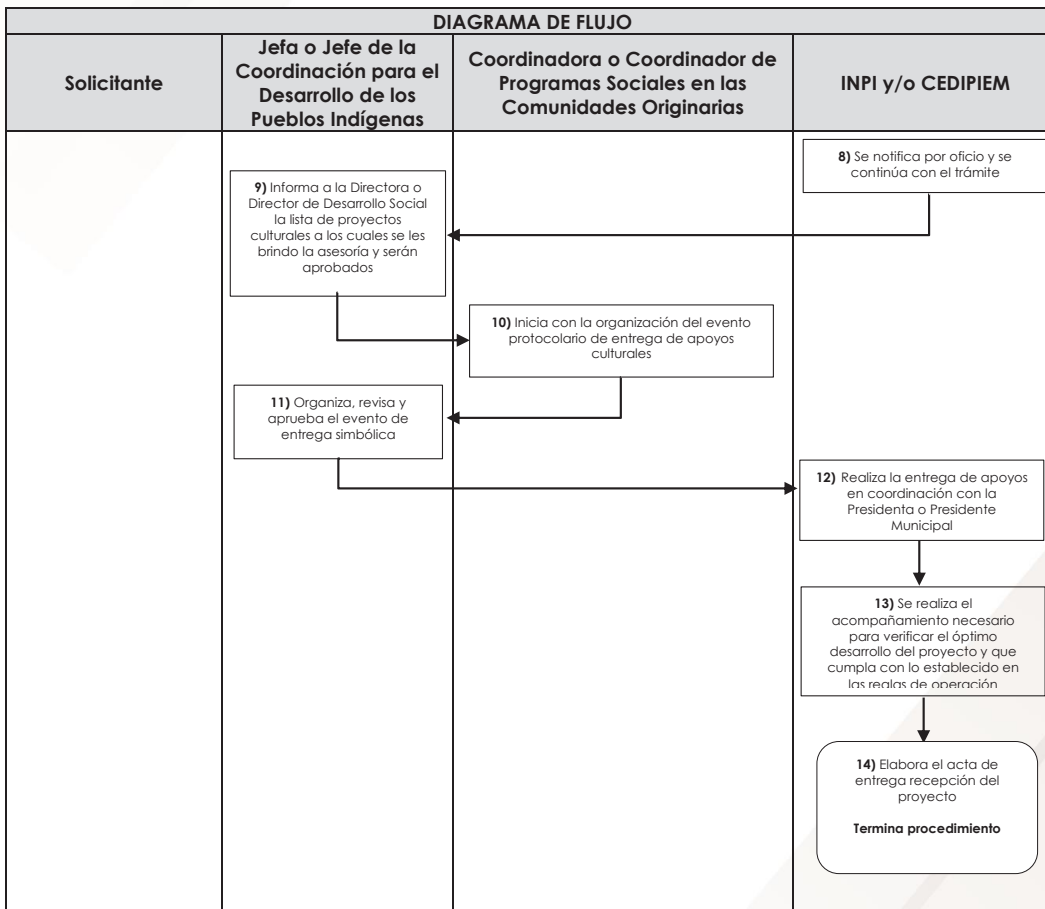 DIAGRAMA DE FLUJO
Solicitante
Jefa o Jefe de la
Coordinación para el
Desarrollo de los
Pueblos Indígenas
Coordinadora o Coordinador de
Programas Sociales en las
Comunidades Originarias
INPI y/o CEDIPIEM
8) Se notifica por oficio y se
continúa con el trámite
9) Informa a la Directora o
Director de Desarrollo Social
la lista de proyectos
culturales a los cuales se les
brindo la asesoría y serán
aprobados
10) Inicia con la organización del evento
protocolario de entrega de apoyos
culturales
11) Organiza, revisa y
aprueba el evento de
entrega simbólica
12) Realiza la entrega de apoyos
en coordinación con la
Presidenta o Presidente
Municipal
13) Se realiza el
acompañamiento necesario
para verificar el óptimo
desarrollo del proyecto y que
cumpla con lo establecido en
las reglas de operación
14) Elabora el acta de
entrega recepción del
proyecto
Termina procedimiento